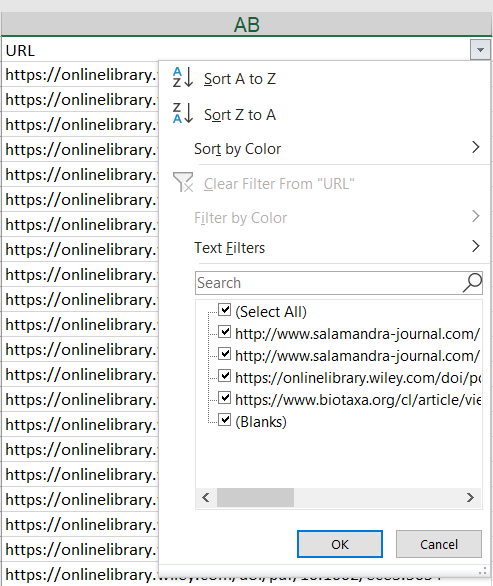 AB
URL
https://onlinelibrary.
Sort A to Z
https://onlinelibrary.
https://onlinelibrary.
Sort Z to A
https://onlinelibrary.
Sort by Color
https://onlinelibrary.
Clear Filter From "URL"
https://onlinelibrary.
Filter by Color
https://onlinelibrary.
Text Filters
https://onlinelibrary.
https://onlinelibrary.
Search
https://onlinelibrary.
(Select All)
https://onlinelibrary.
http://www.salamandra-journal.com/
https://onlinelibrary.
http://www.salamandra-journal.com/
https://onlinelibrary.
https://onlinelibrary.wiley.com/doi/pd
https://onlinelibrary.
https://www.biotaxa.org/cl/article/vie
https://onlinelibrary.
(Blanks)
https://onlinelibrary.
https://onlinelibrary.
https://onlinelibrary.
https://onlinelibrary.
https://onlinelibrary.
OK
Cancel
https://onlinelibrary.
https://onlinelibrary.